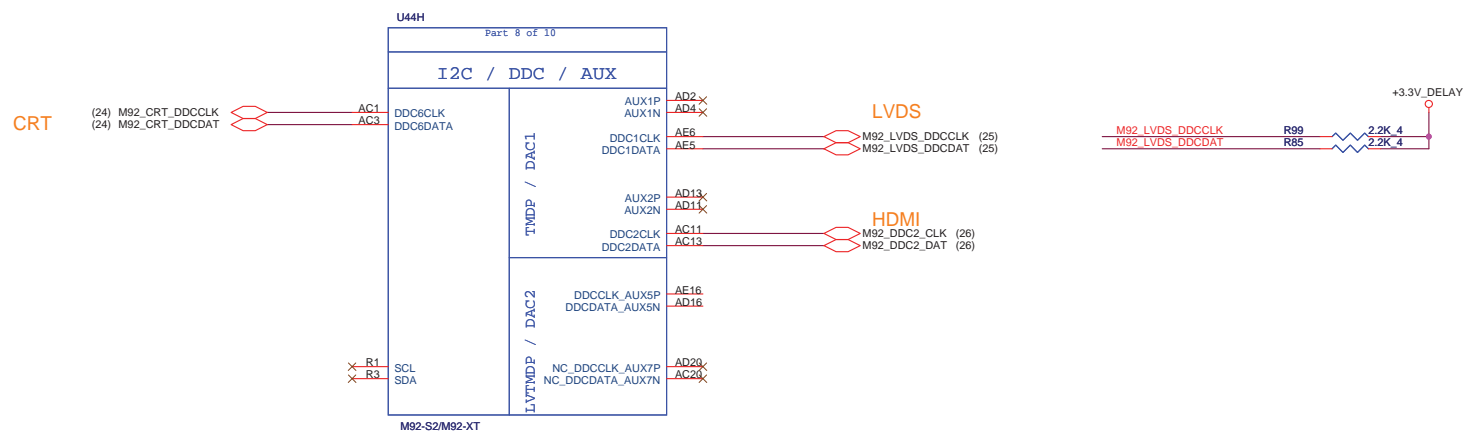 U44H
Part 8 of 10
I2C / DDC / AUX
CRT
(24) M92_CRT_DDCCLK AC1 DDC6CLK
(24) M92_CRT_DDCDAT AC3 DDC6DATA
TMDP / DAC1
AUX1P AD2
AUX1N AD4
LVDS
DDC1CLK AE6 M92_LVDS_DDCCLK (25)
DDC1DATA AE5 M92_LVDS_DDCDAT (25)
+3.3V_DELAY
M92_LVDS_DDCCLK R99 2.2K_4
M92_LVDS_DDCDAT R85 2.2K_4
AUX2P AD13
AUX2N AD11
HDMI
DDC2CLK AC11 M92_DDC2_CLK (26)
DDC2DATA AC13 M92_DDC2_DAT (26)
LVTMDP / DAC2
DDCCLK_AUX5P AE16
DDCDATA_AUX5N AD16
R1 SCL
R3 SDA
NC_DDCCLK_AUX7P AD20
NC_DDCDATA_AUX7N AC20
M92-S2/M92-XT